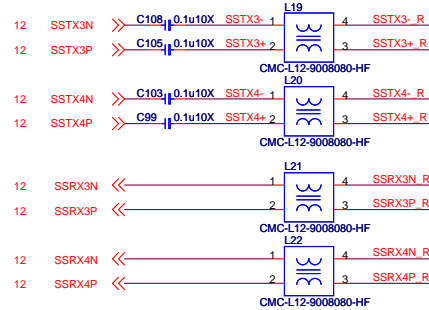 L19
12 SSTX3N C108 0.1u10X SSTX3- 1 4 SSTX3-_R
12 SSTX3P C105 0.1u10X SSTX3+ 2 3 SSTX3+_R
CMC-L12-9008080-HF
L20
12 SSTX4N C103 0.1u10X SSTX4- 1 4 SSTX4-_R
12 SSTX4P C99 0.1u10X SSTX4+ 2 3 SSTX4+_R
CMC-L12-9008080-HF
L21
12 SSRX3N 1 4 SSRX3N_R
12 SSRX3P 2 3 SSRX3P_R
CMC-L12-9008080-HF
L22
12 SSRX4N 1 4 SSRX4N_R
12 SSRX4P 2 3 SSRX4P_R
CMC-L12-9008080-HF